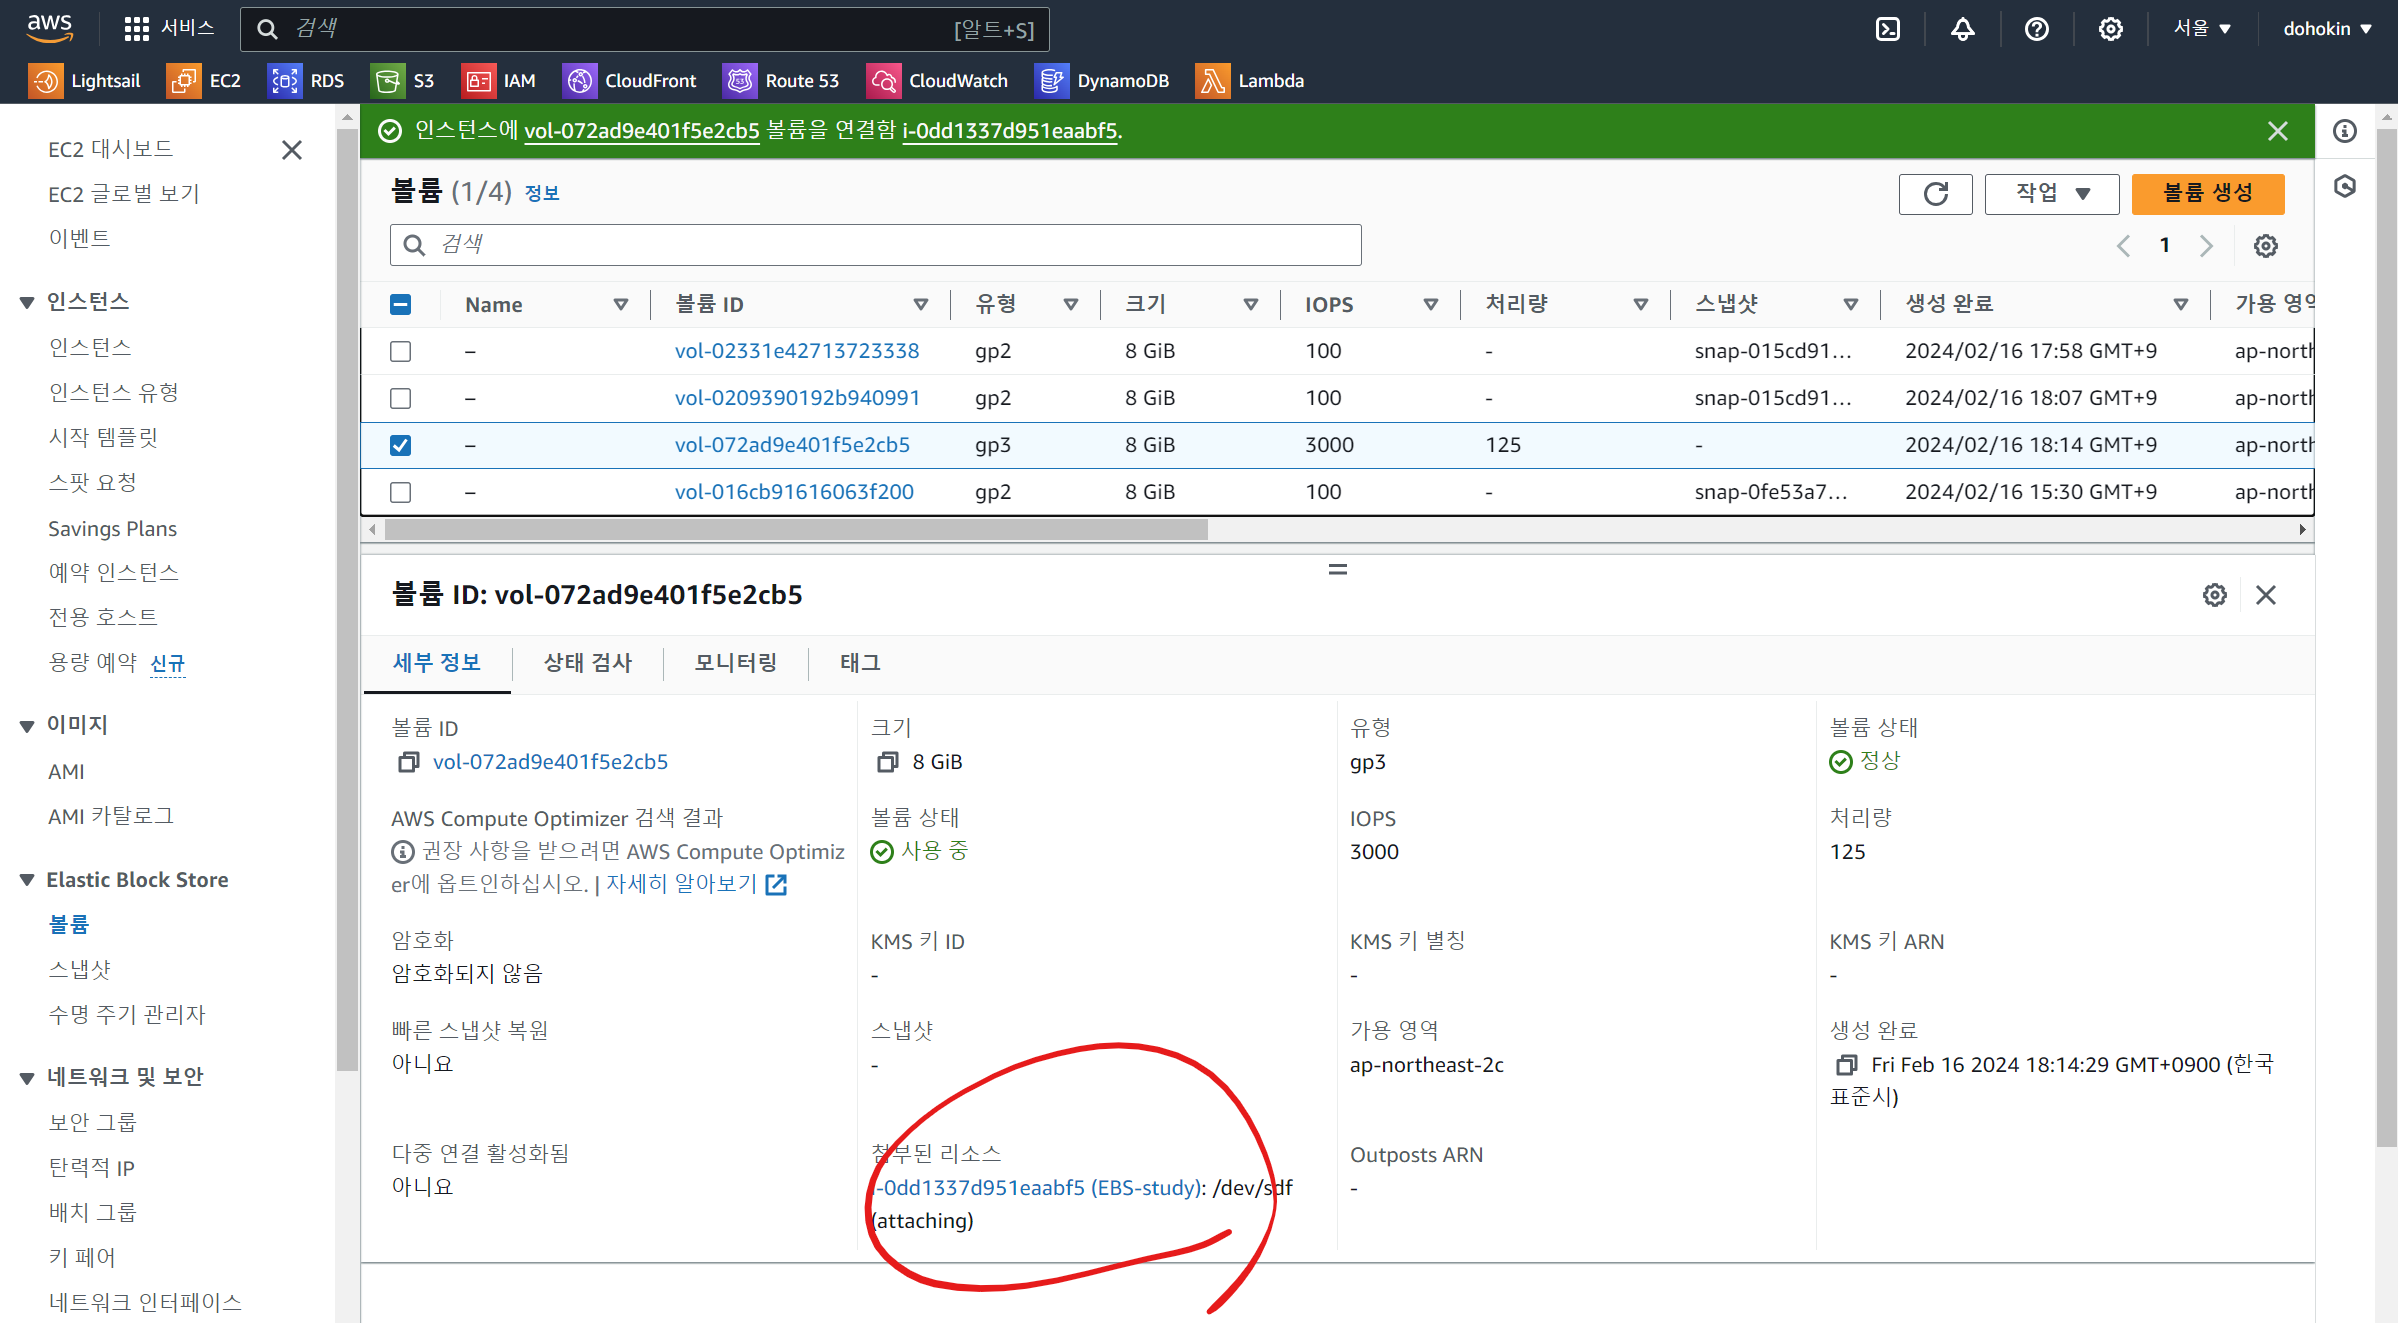 aws
서비스
검색
[알트+S]
서울 ▼
dohokin ▼
Lightsail
EC2
RDS
S3
IAM
CloudFront
Route 53
CloudWatch
DynamoDB
Lambda
EC2 대시보드
EC2 글로벌 보기
이벤트
인스턴스
인스턴스
인스턴스 유형
시작 템플릿
스팟 요청
Savings Plans
예약 인스턴스
전용 호스트
용량 예약 신규
이미지
AMI
AMI 카탈로그
Elastic Block Store
볼륨
스냅샷
수명 주기 관리자
네트워크 및 보안
보안 그룹
탄력적 IP
배치 그룹
키 페어
네트워크 인터페이스
인스턴스에 vol-072ad9e401f5e2cb5 볼륨을 연결함 i-0dd1337d951eaabf5.
볼륨 (1/4) 정보
작업 ▼
볼륨 생성
검색
1
Name 볼륨 ID 유형 크기 IOPS 처리량 스냅샷 생성 완료 가용 영역
– vol-02331e42713723338 gp2 8 GiB 100 - snap-015cd91... 2024/02/16 17:58 GMT+9 ap-north
– vol-0209390192b940991 gp2 8 GiB 100 - snap-015cd91... 2024/02/16 18:07 GMT+9 ap-north
– vol-072ad9e401f5e2cb5 gp3 8 GiB 3000 125 - 2024/02/16 18:14 GMT+9 ap-north
– vol-016cb91616063f200 gp2 8 GiB 100 - snap-0fe53a7... 2024/02/16 15:30 GMT+9 ap-north
볼륨 ID: vol-072ad9e401f5e2cb5
세부 정보
상태 검사
모니터링
태그
볼륨 ID
vol-072ad9e401f5e2cb5
크기
8 GiB
유형
gp3
볼륨 상태
정상
AWS Compute Optimizer 검색 결과
권장 사항을 받으려면 AWS Compute Optimiz
er에 옵트인하십시오. | 자세히 알아보기
볼륨 상태
사용 중
IOPS
3000
처리량
125
암호화
암호화되지 않음
KMS 키 ID
-
KMS 키 별칭
-
KMS 키 ARN
-
빠른 스냅샷 복원
아니요
스냅샷
-
가용 영역
ap-northeast-2c
생성 완료
Fri Feb 16 2024 18:14:29 GMT+0900 (한국
표준시)
다중 연결 활성화됨
아니요
첨부된 리소스
i-0dd1337d951eaabf5 (EBS-study): /dev/sdf
(attaching)
Outposts ARN
-